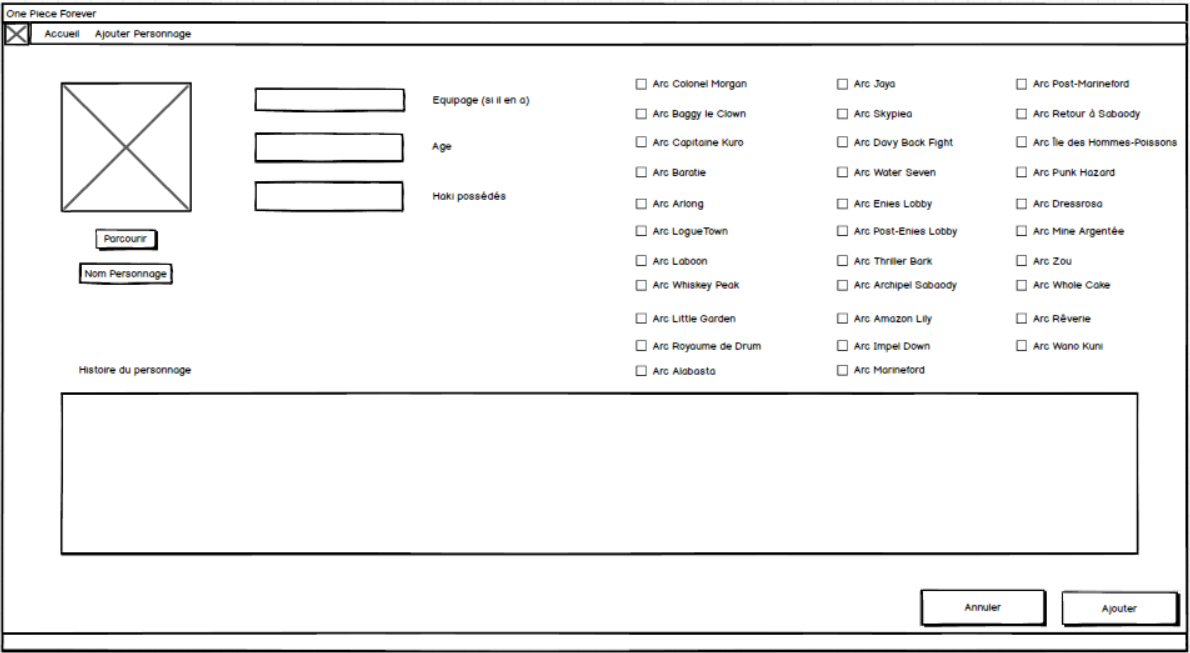 One Piece Forever
Accueil Ajouter Personnage
Parcourir
Nom Personnage
Equipage (si il en a)
Age
Haki possédés
Arc Colonel Morgan
Arc Baggy le Clown
Arc Capitaine Kuro
Arc Baratie
Arc Arlong
Arc LogueTown
Arc Laboon
Arc Whiskey Peak
Arc Little Garden
Arc Royaume de Drum
Arc Alabasta
Arc Jaya
Arc Skypiea
Arc Davy Back Fight
Arc Water Seven
Arc Enies Lobby
Arc Post-Enies Lobby
Arc Thriller Bark
Arc Archipel Sabaody
Arc Amazon Lily
Arc Impel Down
Arc Marineford
Arc Post-Marineford
Arc Retour à Sabaody
Arc Île des Hommes-Poissons
Arc Punk Hazard
Arc Dressrosa
Arc Mine Argentée
Arc Zou
Arc Whole Cake
Arc Rêverie
Arc Wano Kuni
Histoire du personnage
Annuler
Ajouter